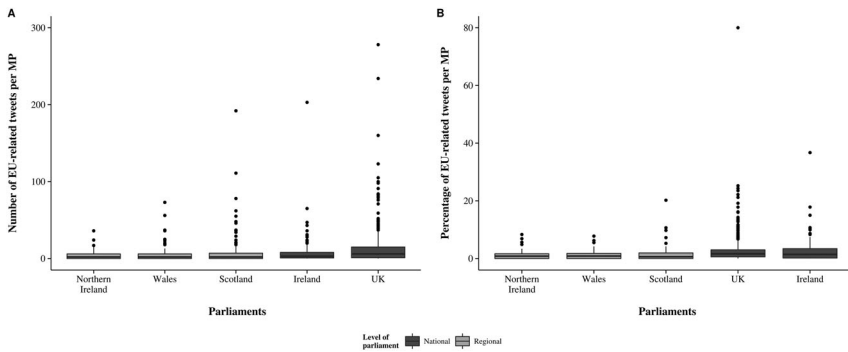 A
Number of EU-related tweets per MP
300
200
100
0
Northern
Ireland
Wales
Scotland
Ireland
UK
Parliaments
B
Percentage of EU-related tweets per MP
80
60
40
20
0
Northern
Ireland
Wales
Scotland
UK
Ireland
Parliaments
Level of
parliament
National
Regional